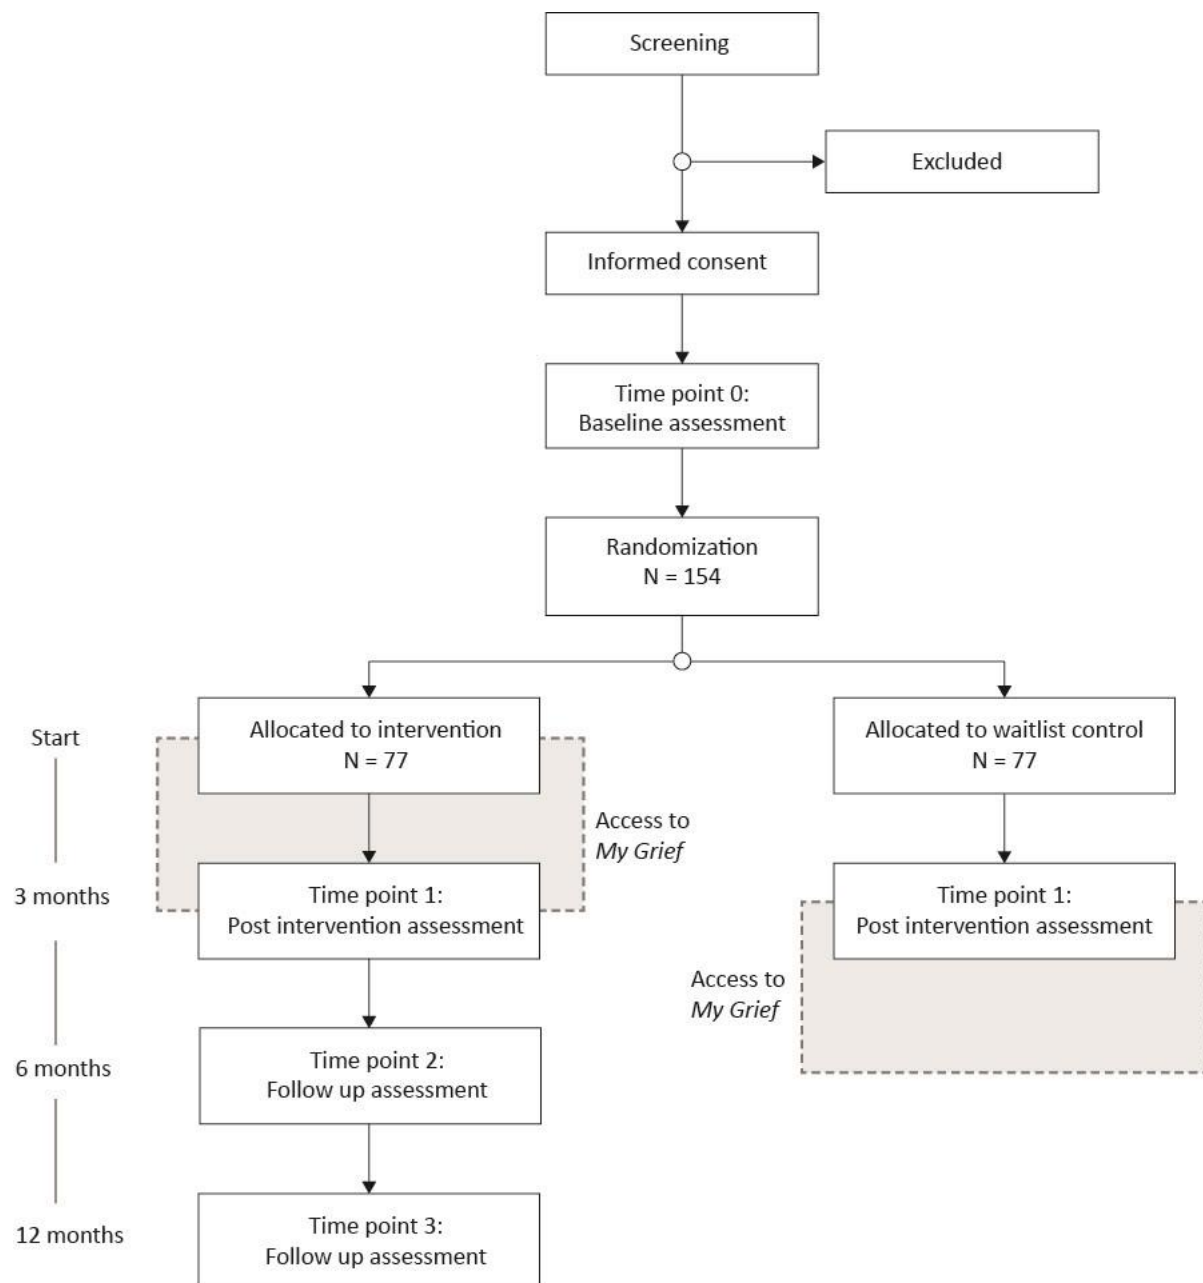 Screening
Excluded
Informed consent
Time point 0:
Baseline assessment
Randomization
N = 154
Start
Allocated to intervention
N = 77
Allocated to waitlist control
N = 77
Access to
My Grief
3 months
Time point 1:
Post intervention assessment
Time point 1:
Post intervention assessment
Access to
My Grief
6 months
Time point 2:
Follow up assessment
12 months
Time point 3:
Follow up assessment